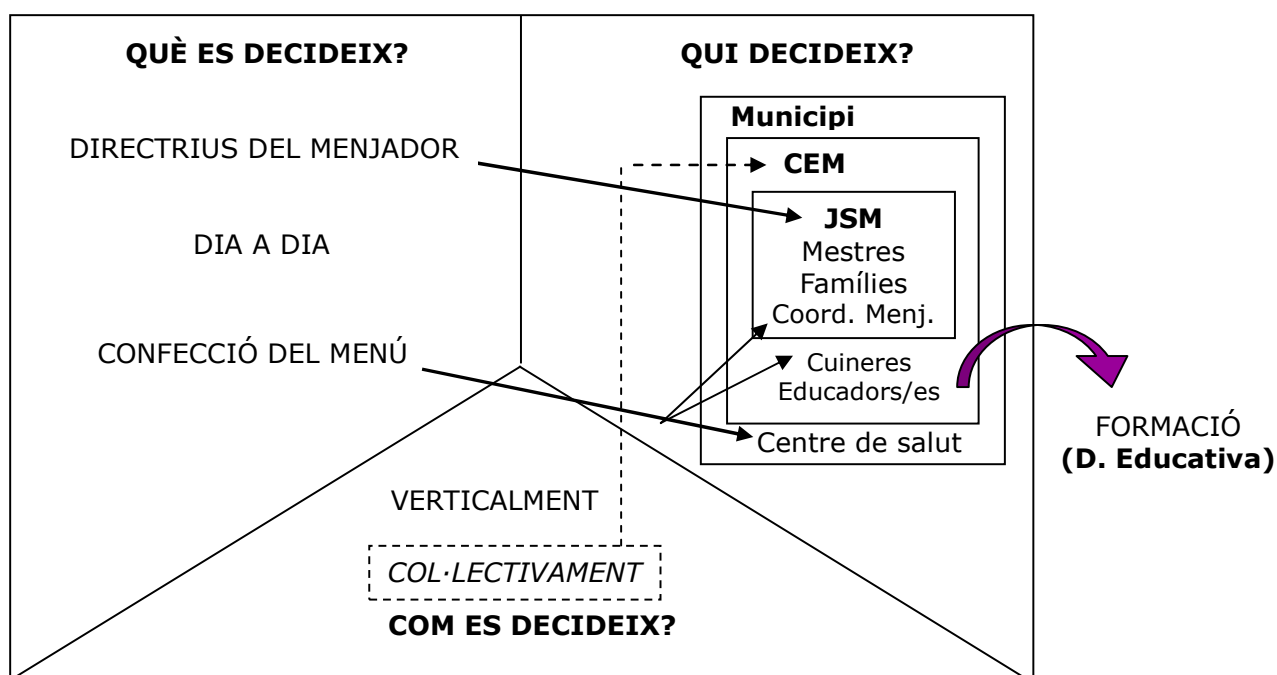 QUÈ ES DECIDEIX?
DIRECTRIUS DEL MENJADOR
DIA A DIA
CONFECCIÓ DEL MENÚ
QUI DECIDEIX?
Municipi
CEM
JSM
Mestres
Famílies
Coord. Menj.
Cuineres
Educadors/es
Centre de salut
FORMACIÓ
(D. Educativa)
VERTICALMENT
COL·LECTIVAMENT
COM ES DECIDEIX?